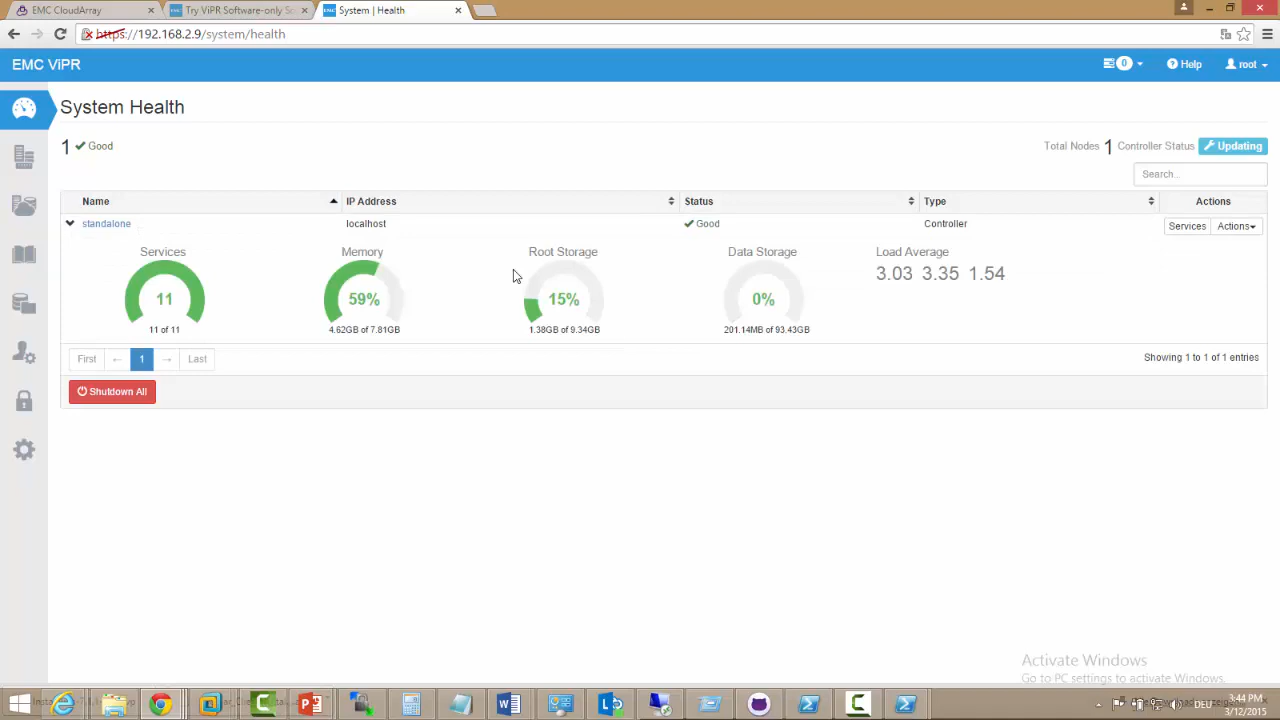 EMC CloudArray
Try ViPR Software-only S
System | Health
https://192.168.2.9/system/health
EMC ViPR
0
Help
root
System Health
1 Good
Total Nodes 1 Controller Status Updating
Search...
Name IP Address Status Type Actions
standalone localhost Good Controller Services Actions
Services Memory Root Storage Data Storage Load Average
11 59% 15% 0% 3.03 3.35 1.54
11 of 11 4.62GB of 7.81GB 1.38GB of 9.34GB 201.14MB of 93.43GB
First ← 1 → Last
Showing 1 to 1 of 1 entries
Shutdown All
Activate Windows
Go to PC settings to activate Windows.
DEU
3:44 PM
3/12/2015